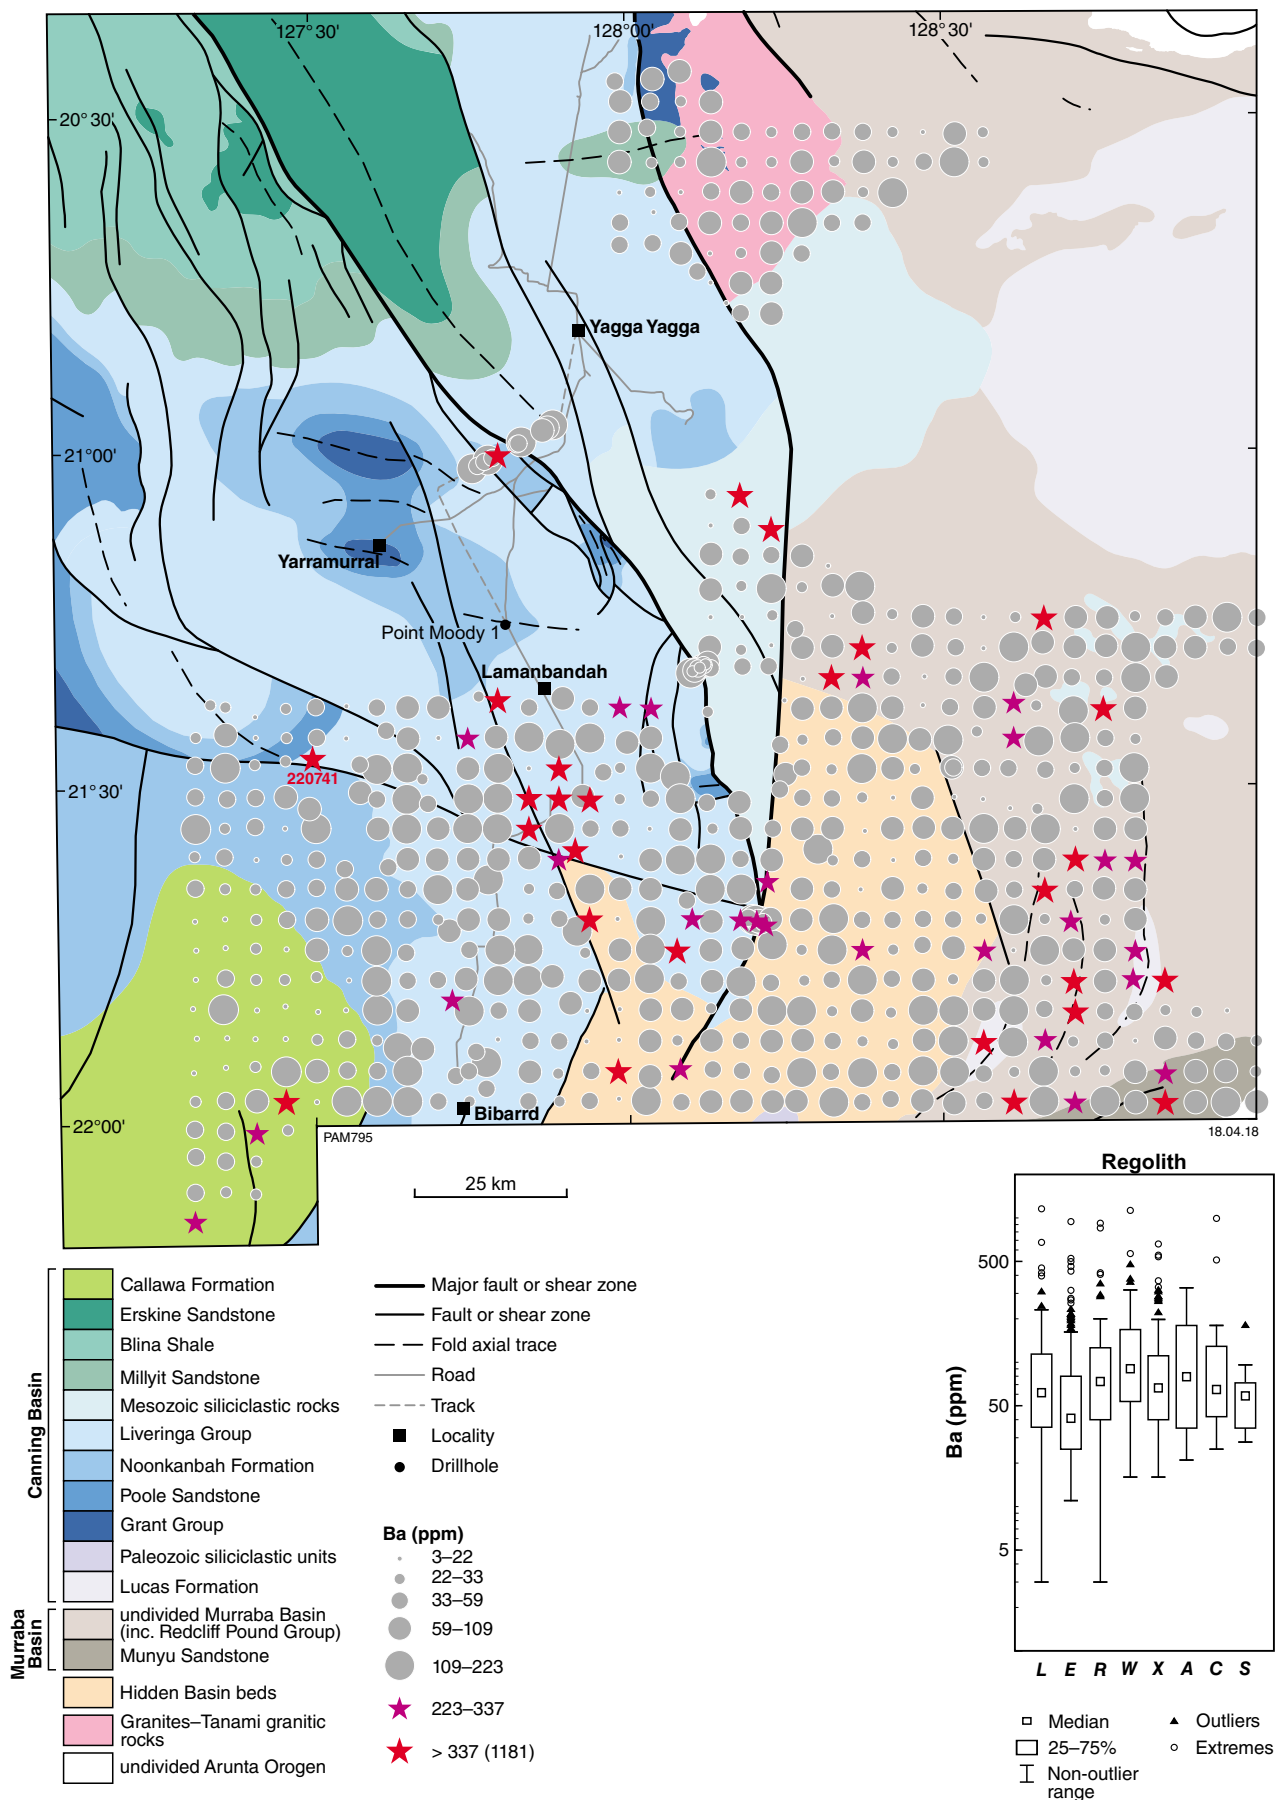 127°30'
128°00'
128°30'
20°30'
Yagga Yagga
21°00'
Yarramurral
Point Moody 1
Lamanbandah
220741
21°30'
Bibarrd
22°00'
PAM795
18.04.18
25 km
Regolith
500
50
5
Ba (ppm)
L E R W X A C S
Median
Outliers
25–75%
Extremes
Non-outlier
range
Canning Basin
Callawa Formation
Erskine Sandstone
Blina Shale
Millyit Sandstone
Mesozoic siliciclastic rocks
Liveringa Group
Noonkanbah Formation
Poole Sandstone
Grant Group
Paleozoic siliciclastic units
Lucas Formation
Murraba
Basin
undivided Murraba Basin
(inc. Redcliff Pound Group)
Munyu Sandstone
Hidden Basin beds
Granites–Tanami granitic
rocks
undivided Arunta Orogen
Major fault or shear zone
Fault or shear zone
Fold axial trace
Road
Track
Locality
Drillhole
Ba (ppm)
3–22
22–33
33–59
59–109
109–223
223–337
> 337 (1181)